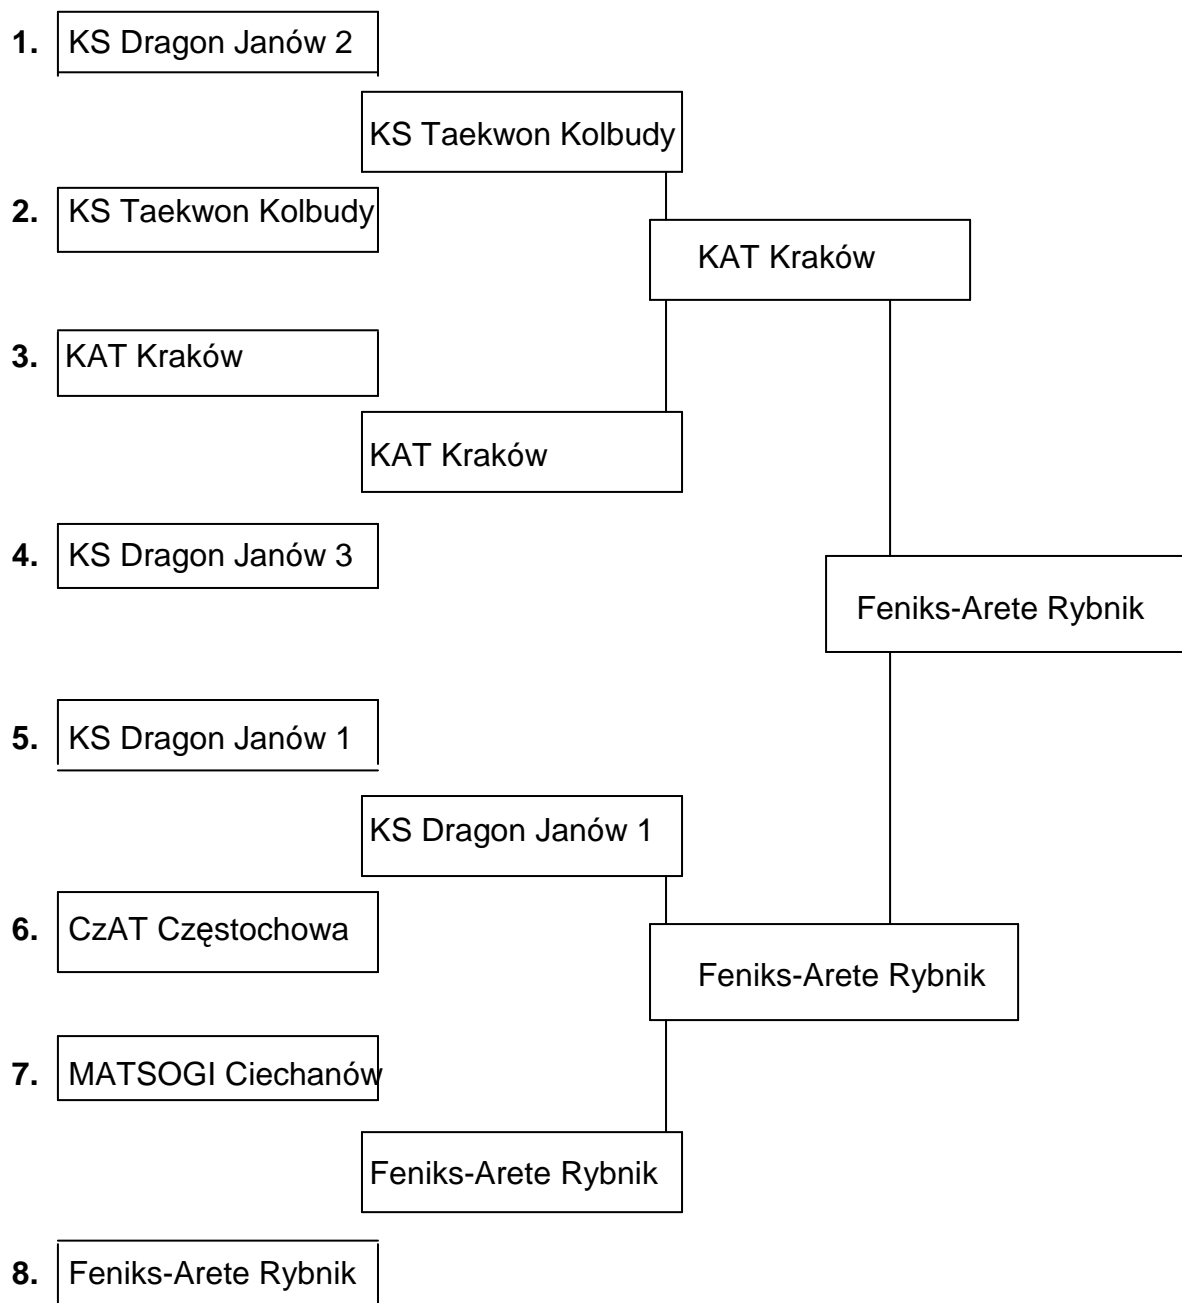 1. KS Dragon Janów 2
KS Taekwon Kolbudy
2. KS Taekwon Kolbudy
KAT Kraków
3. KAT Kraków
KAT Kraków
4. KS Dragon Janów 3
Feniks-Arete Rybnik
5. KS Dragon Janów 1
KS Dragon Janów 1
6. CzAT Częstochowa
Feniks-Arete Rybnik
7. MATSOGI Ciechanów
Feniks-Arete Rybnik
8. Feniks-Arete Rybnik